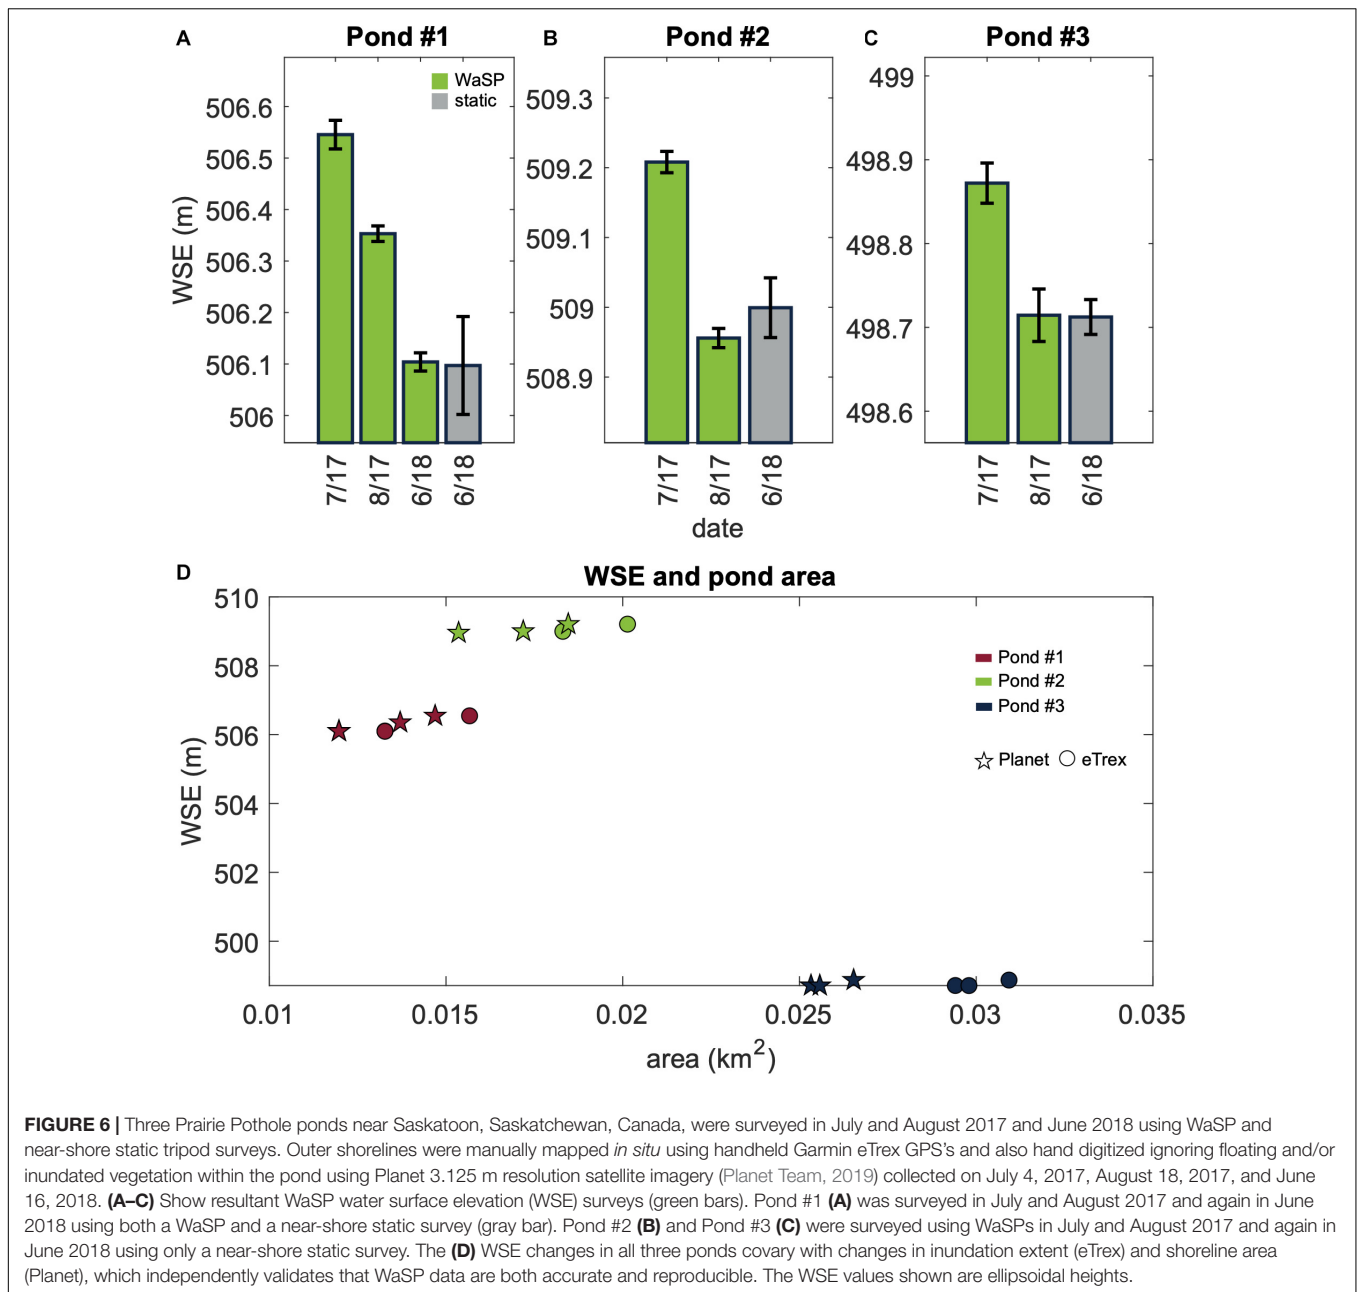 A
Pond #1
B
Pond #2
C
Pond #3
WaSP
static
WSE (m)
506.6
506.5
506.4
506.3
506.2
506.1
506
7/17
8/17
6/18
6/18
509.3
509.2
509.1
509
508.9
7/17
8/17
6/18
499
498.9
498.8
498.7
498.6
7/17
8/17
6/18
date
D
WSE and pond area
WSE (m)
510
508
506
504
502
500
Pond #1
Pond #2
Pond #3
Planet
eTrex
0.01
0.015
0.02
0.025
0.03
0.035
area (km²)
FIGURE 6 | Three Prairie Pothole ponds near Saskatoon, Saskatchewan, Canada, were surveyed in July and August 2017 and June 2018 using WaSP and
near-shore static tripod surveys. Outer shorelines were manually mapped in situ using handheld Garmin eTrex GPS's and also hand digitized ignoring floating and/or
inundated vegetation within the pond using Planet 3.125 m resolution satellite imagery (Planet Team, 2019) collected on July 4, 2017, August 18, 2017, and June
16, 2018. (A–C) Show resultant WaSP water surface elevation (WSE) surveys (green bars). Pond #1 (A) was surveyed in July and August 2017 and again in June
2018 using both a WaSP and a near-shore static survey (gray bar). Pond #2 (B) and Pond #3 (C) were surveyed using WaSPs in July and August 2017 and again in
June 2018 using only a near-shore static survey. The (D) WSE changes in all three ponds covary with changes in inundation extent (eTrex) and shoreline area
(Planet), which independently validates that WaSP data are both accurate and reproducible. The WSE values shown are ellipsoidal heights.